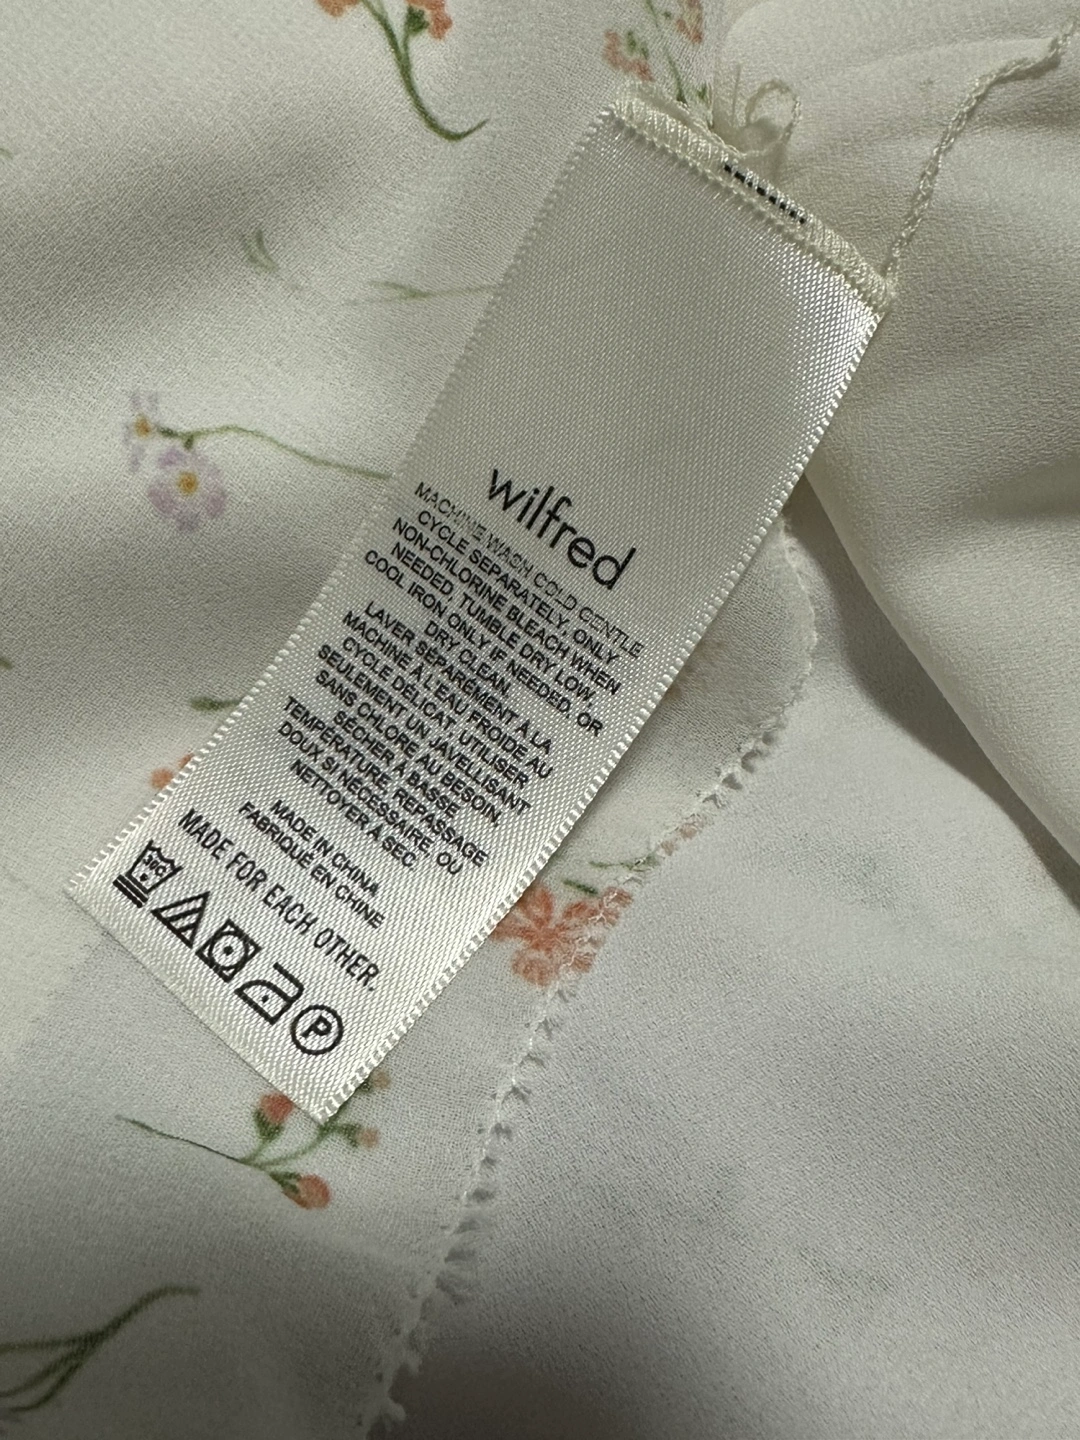 wilfred
MACHINE WASH COLD GENTLE
CYCLE SEPARATELY, ONLY
NON-CHLORINE BLEACH WHEN
NEEDED, TUMBLE DRY LOW,
COOL IRON ONLY IF NEEDED, OR
DRY CLEAN.
LAVER SÉPARÉMENT À LA
MACHINE À L'EAU FROIDE AU
CYCLE DÉLICAT, UTILISER
SEULEMENT UN JAVELLISANT
SANS CHLORE AU BESOIN,
SÉCHER À BASSE
TEMPÉRATURE, REPASSAGE
DOUX SI NÉCESSAIRE, OU
NETTOYER À SEC.
MADE IN CHINA
FABRIQUÉ EN CHINE
MADE FOR EACH OTHER.
30C
P